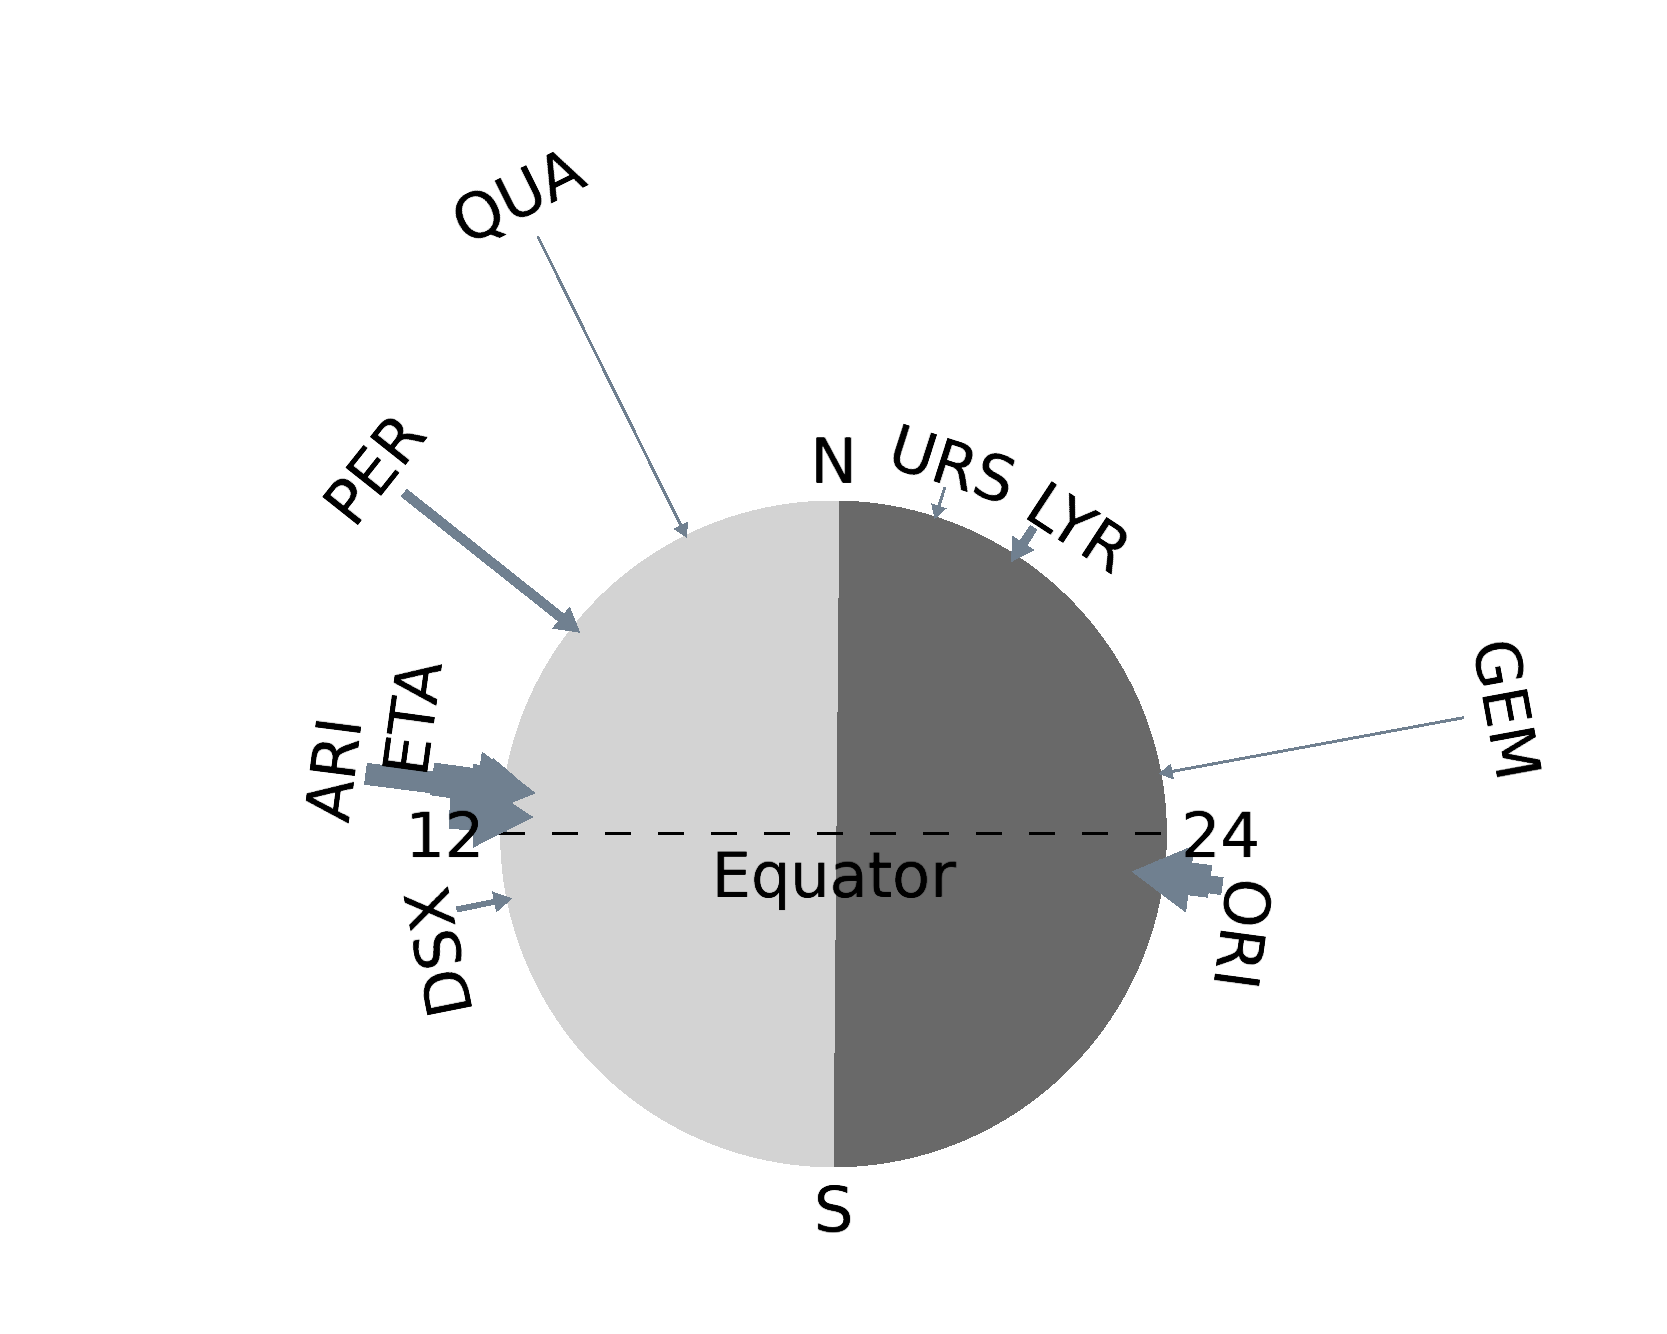 QUA
PER
N
URS
LYR
GEM
ETA
ARI
12
24
Equator
DSX
ORI
S